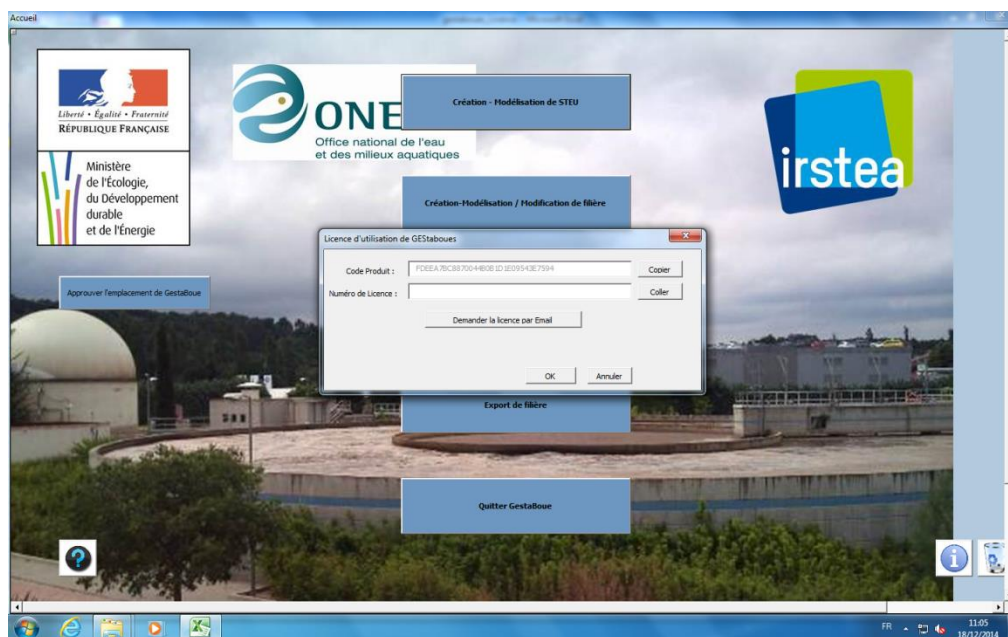 Accueil
Liberté • Égalité • Fraternité
RÉPUBLIQUE FRANÇAISE
Ministère
de l'Écologie,
du Développement
durable
et de l'Énergie
ONE
Office national de l'eau
et des milieux aquatiques
irstea
Création - Modélisation de STEU
Création-Modélisation / Modification de filière
Approuver l'emplacement de GestaBoue
Licence d'utilisation de GEStaboues
Code Produit :
Copier
Numéro de Licence :
Coller
Demander la licence par Email
OK
Annuler
Export de filière
Quitter GestaBoue
FR
11:05
18/12/2014